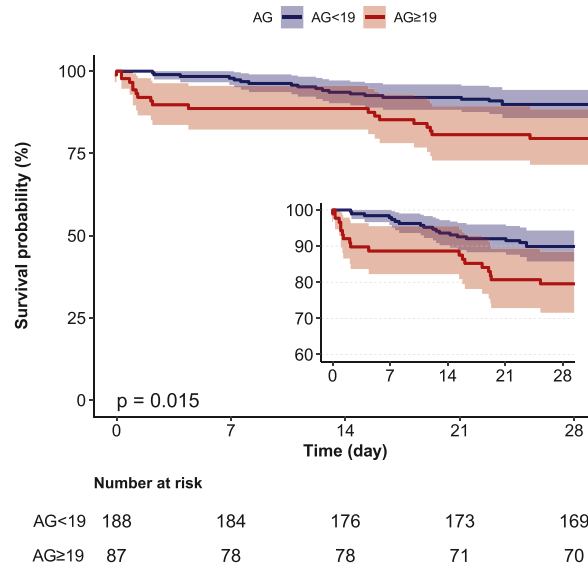 AG AG<19 AG≥19
Survival probability (%)
100
75
50
25
0
p = 0.015
0 7 14 21 28
Time (day)
100
90
80
70
60
0 7 14 21 28
Number at risk
AG<19 188 184 176 173 169
AG≥19 87 78 78 71 70